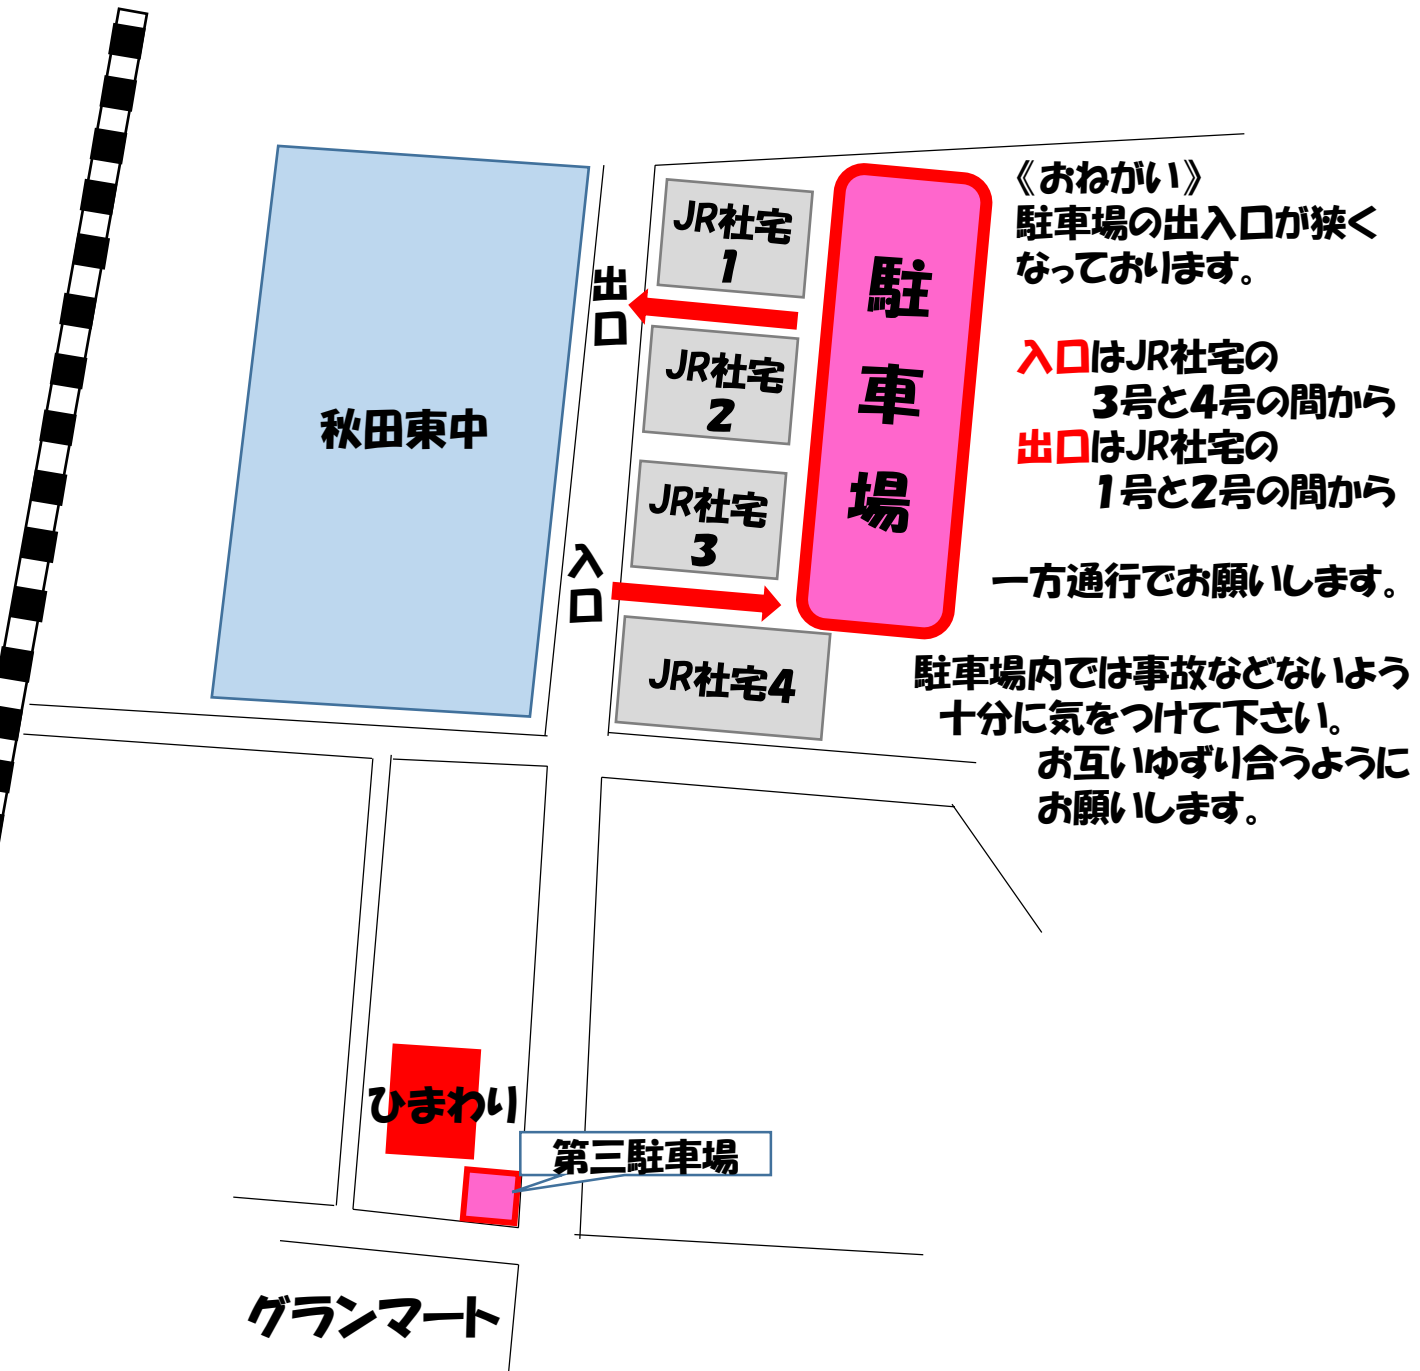 《おねがい》
駐車場の出入口が狭く
なっております。
入口はJR社宅の
3号と4号の間から
出口はJR社宅の
1号と2号の間から
一方通行でお願いします。
駐車場内では事故などないよう
十分に気をつけて下さい。
お互いゆずり合うように
お願いします。
JR社宅
1
出口
JR社宅
2
駐車場
秋田東中
JR社宅
3
入口
JR社宅4
ひまわり
第三駐車場
グランマート